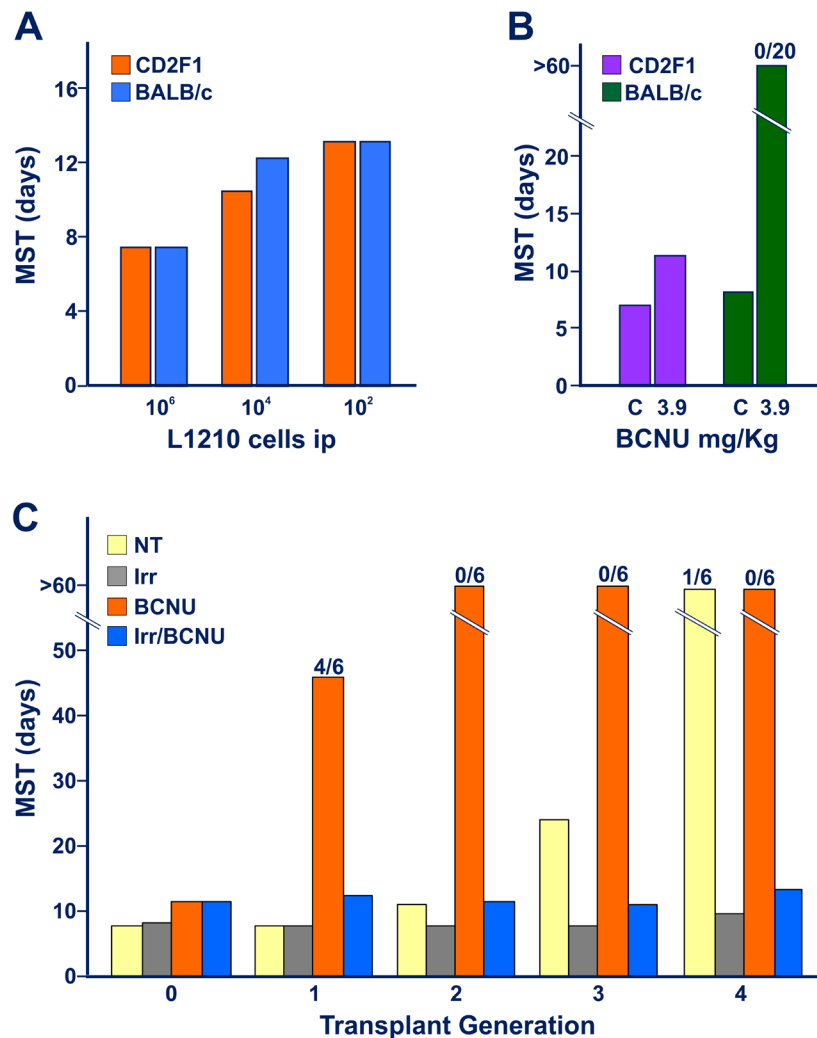 A
MST (days)
16
12
8
4
0
CD2F1
BALB/c
10⁶ 10⁴ 10²
L1210 cells ip
B
MST (days)
>60
20
15
10
5
0
0/20
CD2F1
BALB/c
C 3.9 C 3.9
BCNU mg/Kg
C
MST (days)
>60
50
40
30
20
10
0
NT
Irr
BCNU
Irr/BCNU
4/6 0/6 0/6 1/6 0/6
0 1 2 3 4
Transplant Generation